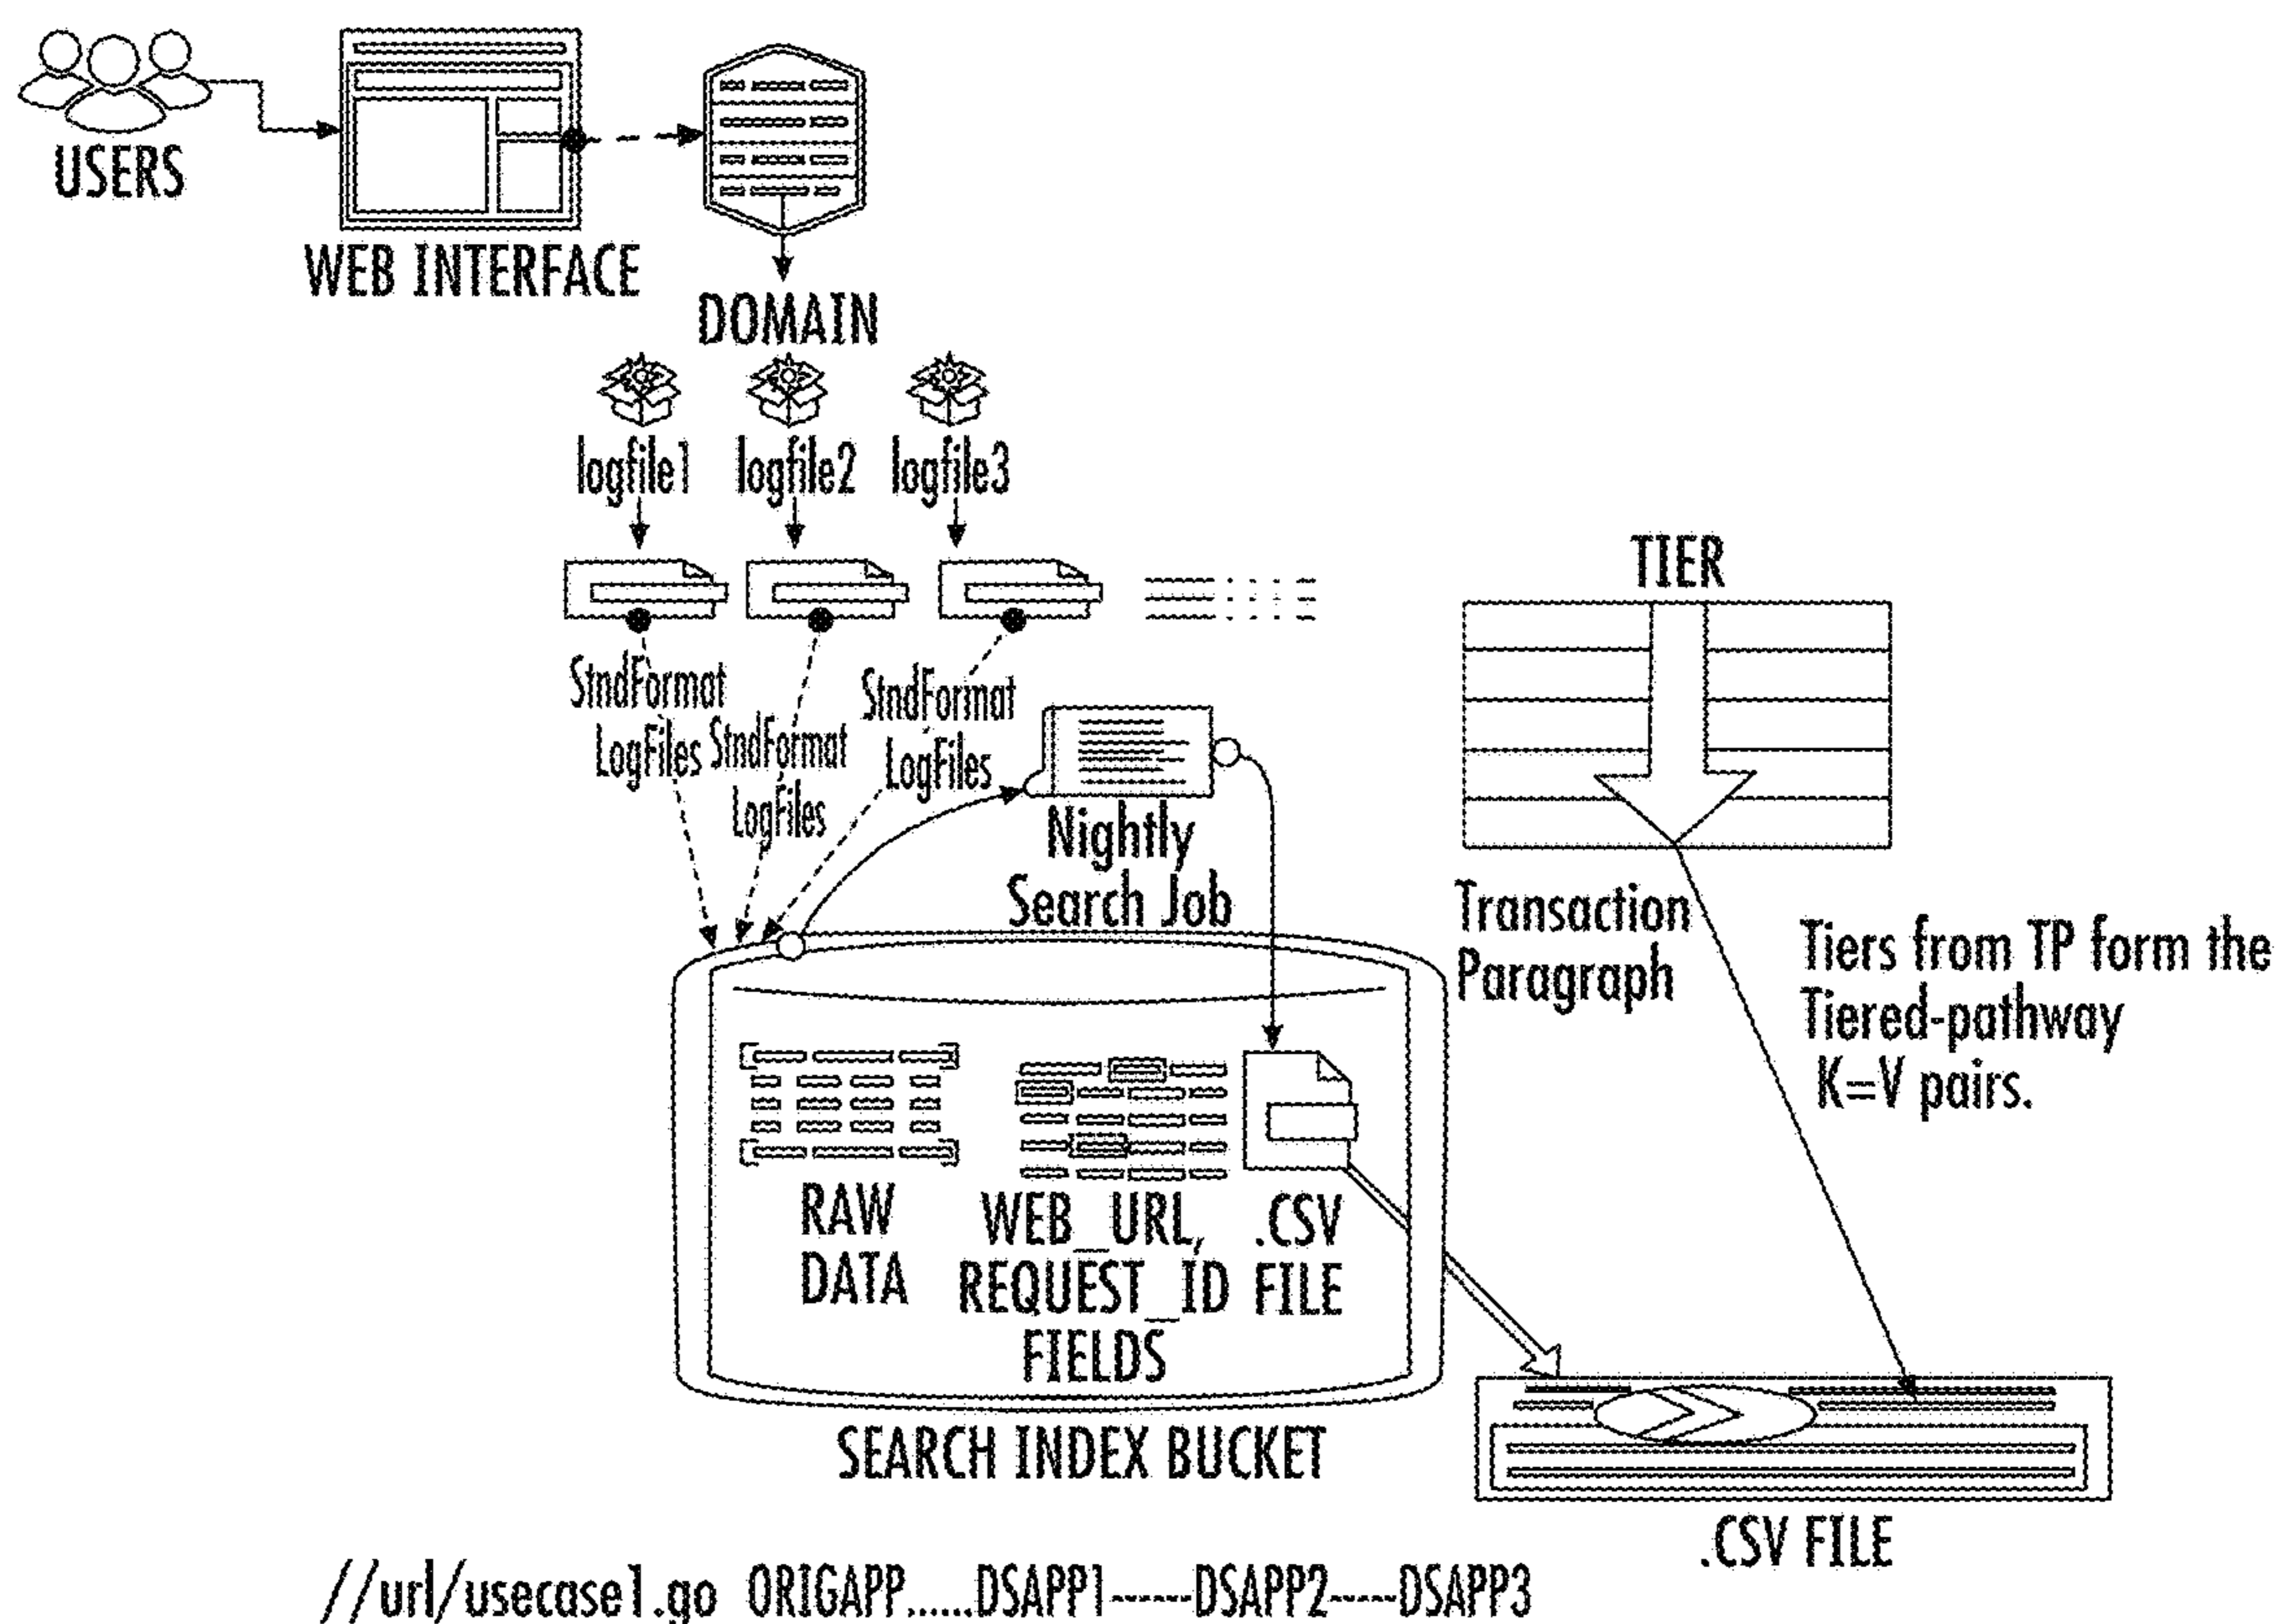 USERS
WEB INTERFACE
DOMAIN
logfile1 logfile2 logfile3
StndFormat
LogFiles
StndFormat
LogFiles
StndFormat
LogFiles
Nightly
Search Job
TIER
Transaction
Paragraph
Tiers from TP form the
Tiered-pathway
K=V pairs.
RAW
DATA
WEB_URL,
REQUEST_ID
FIELDS
.CSV
FILE
SEARCH INDEX BUCKET
.CSV FILE
//url/usecase1.go ORIGAPP......DSAPP1------DSAPP2-----DSAPP3